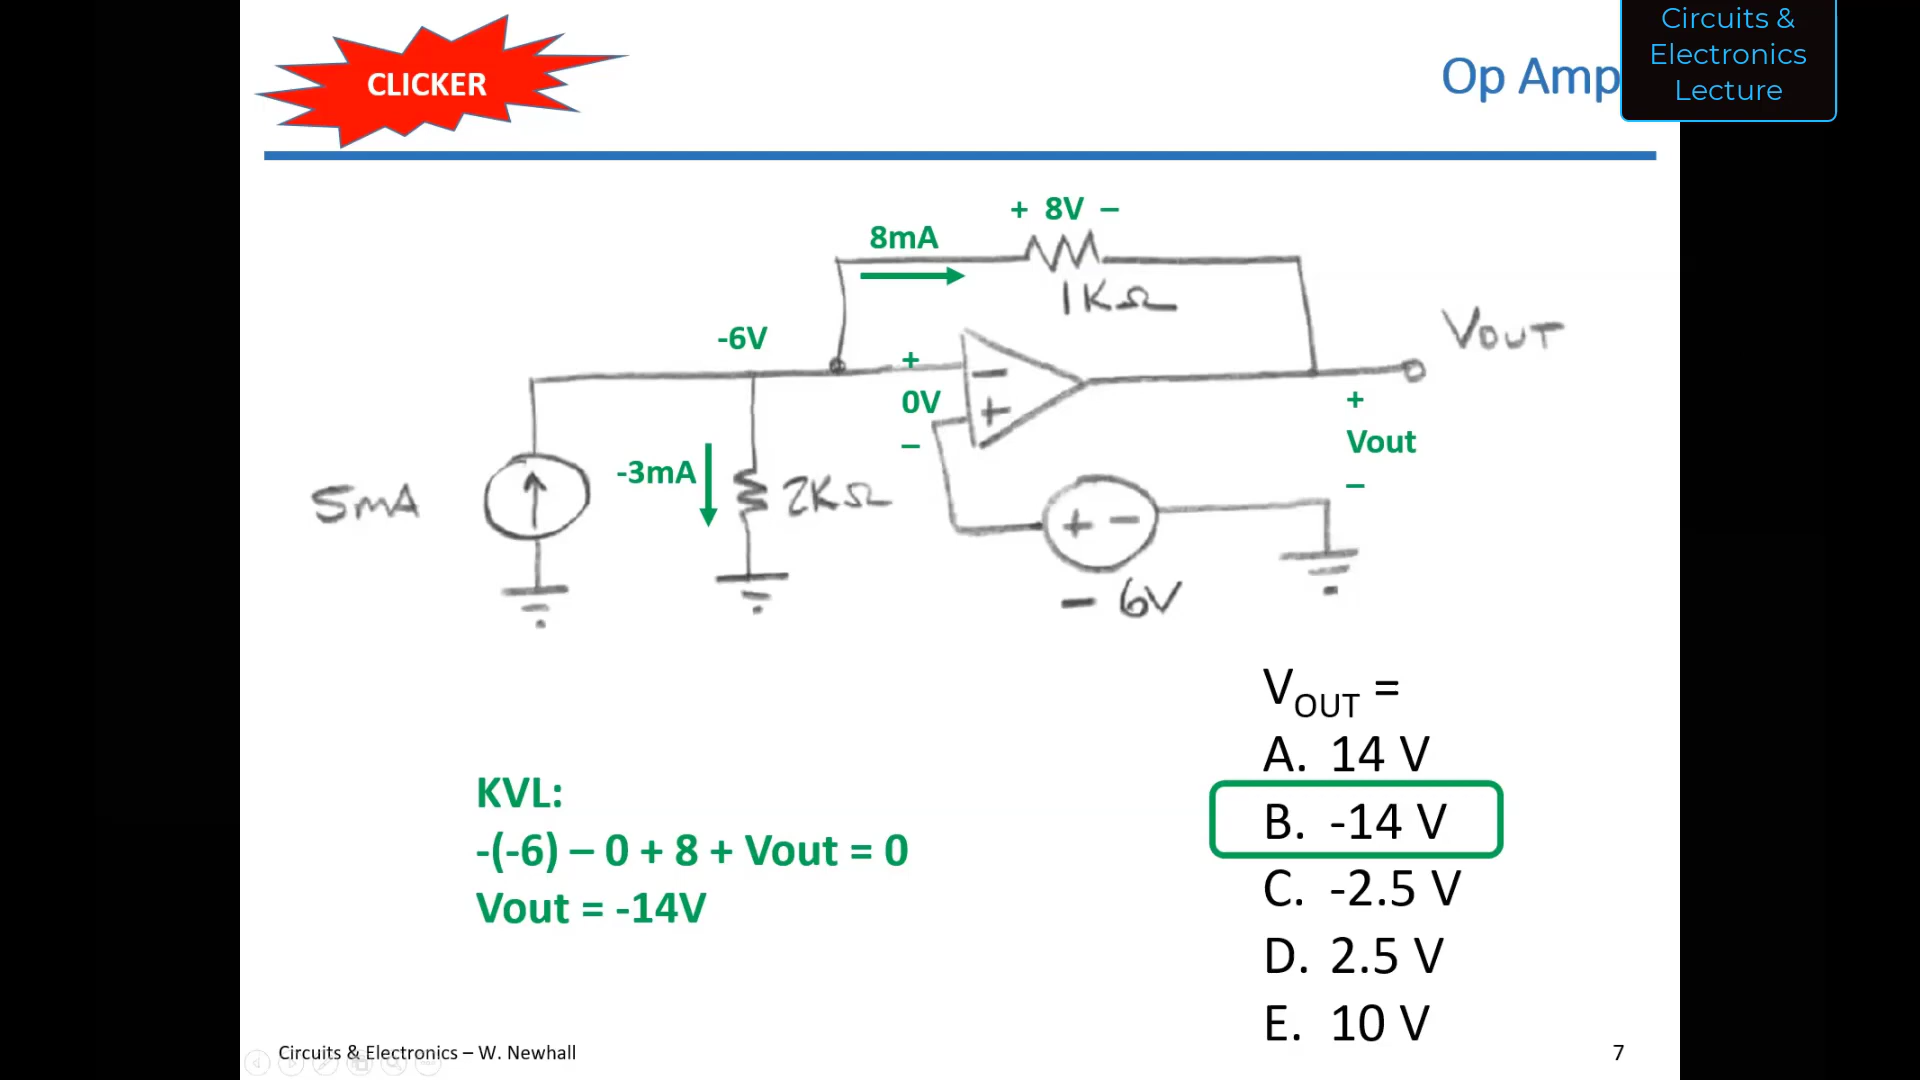 CLICKER
Op Amp
Circuits &
Electronics
Lecture
+ 8V –
8mA
1KΩ
-6V
VOUT
+
0V
–
−
+
+
Vout
–
5mA
-3mA
2KΩ
+ −
− 6V
VOUT =
A. 14 V
B. -14 V
C. -2.5 V
D. 2.5 V
E. 10 V
KVL:
-(-6) – 0 + 8 + Vout = 0
Vout = -14V
Circuits & Electronics – W. Newhall
7